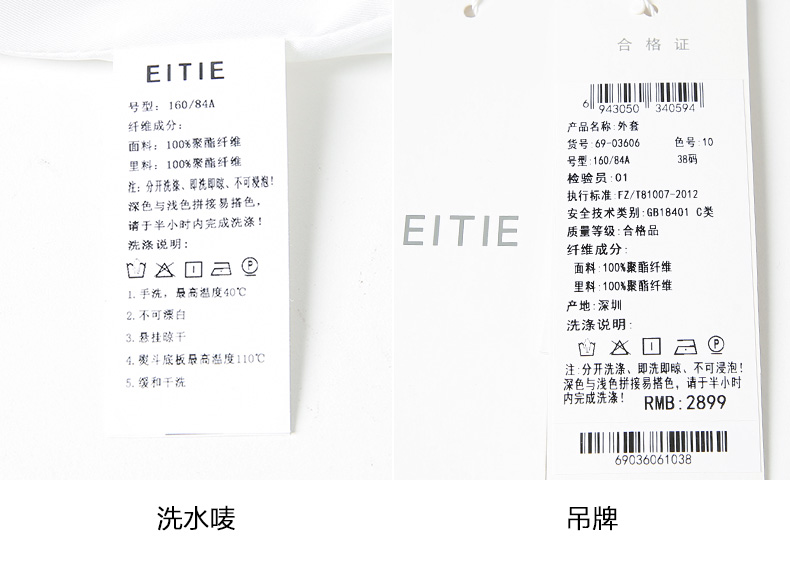 EITIE
号型: 160/84A
纤维成分:
面料: 100%聚酯纤维
里料: 100%聚酯纤维
注: 分开洗涤、即洗即晾、不可浸泡!
深色与浅色拼接易搭色,
请于半小时内完成洗涤!
洗涤说明:
P
1.手洗，最高温度40℃
2.不可漂白
3.悬挂晾干
4.熨斗底板最高温度110℃
5.缓和干洗
洗水唛
EITIE
合格证
6 943050 340594
产品名称:外套
货号:69-03606 色号:10
号型:160/84A 38码
检验员:01
执行标准:FZ/T81007-2012
安全技术类别:GB18401 C类
质量等级:合格品
纤维成分:
面料:100%聚酯纤维
里料:100%聚酯纤维
产地:深圳
洗涤说明:
P
注:分开洗涤、即洗即晾、不可浸泡!
深色与浅色拼接易搭色，请于半小时
内完成洗涤! RMB:2899
69036061038
吊牌